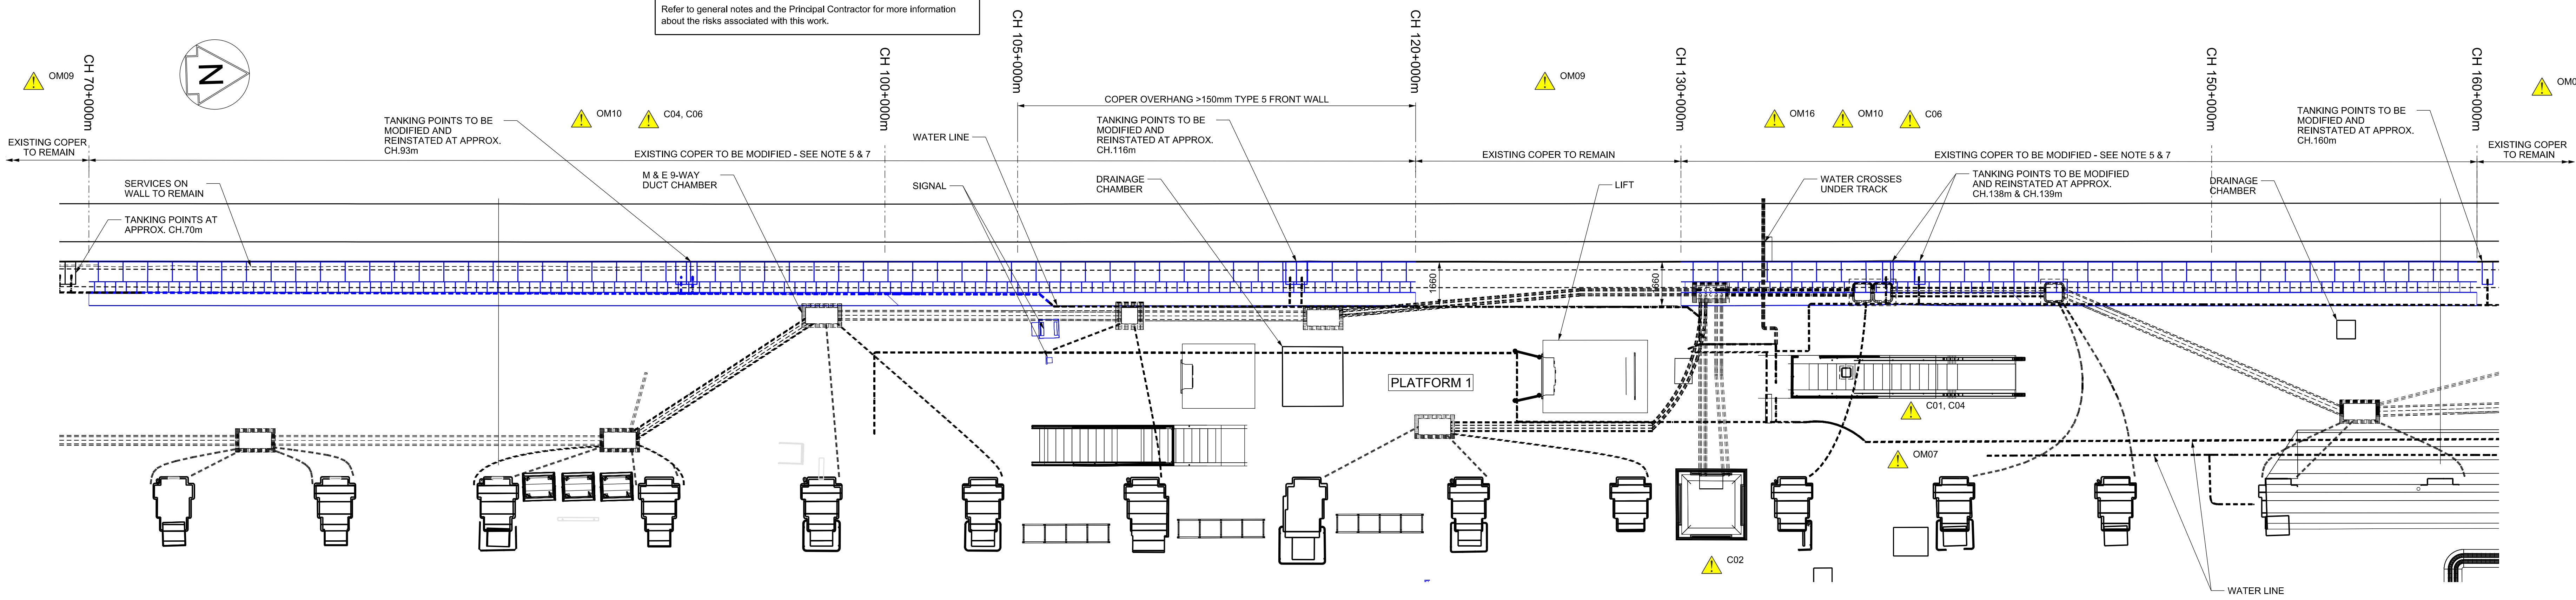 Refer to general notes and the Principal Contractor for more information
about the risks associated with this work.
CH 70+000m
CH 100+000m
CH 105+000m
CH 120+000m
CH 130+000m
CH 150+000m
CH 160+000m
OM09
N
OM10
C04, C06
OM09
OM16
OM10
C06
COPER OVERHANG >150mm TYPE 5 FRONT WALL
EXISTING COPER
TO REMAIN
TANKING POINTS TO BE
MODIFIED AND
REINSTATED AT APPROX.
CH.93m
EXISTING COPER TO BE MODIFIED - SEE NOTE 5 & 7
WATER LINE
TANKING POINTS TO BE
MODIFIED AND
REINSTATED AT APPROX.
CH.116m
EXISTING COPER TO REMAIN
EXISTING COPER TO BE MODIFIED - SEE NOTE 5 & 7
TANKING POINTS TO BE
MODIFIED AND
REINSTATED AT APPROX.
CH.160m
EXISTING COPER
TO REMAIN
SERVICES ON
WALL TO REMAIN
M & E 9-WAY
DUCT CHAMBER
SIGNAL
DRAINAGE
CHAMBER
LIFT
WATER CROSSES
UNDER TRACK
TANKING POINTS TO BE MODIFIED
AND REINSTATED AT APPROX.
CH.138m & CH.139m
DRAINAGE
CHAMBER
TANKING POINTS AT
APPROX. CH.70m
1660
1660
PLATFORM 1
C01, C04
OM07
C02
WATER LINE